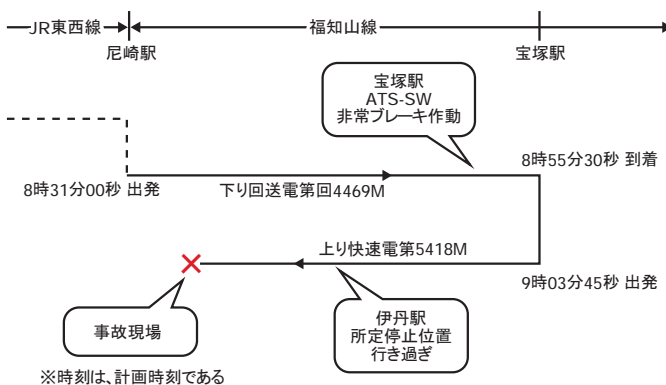 JR東西線
福知山線
尼崎駅
宝塚駅
宝塚駅
ATS-SW
非常ブレーキ作動
8時55分30秒 到着
8時31分00秒 出発
下り回送電第回4469M
上り快速電第5418M
9時03分45秒 出発
事故現場
伊丹駅
所定停止位置
行き過ぎ
※時刻は、計画時刻である